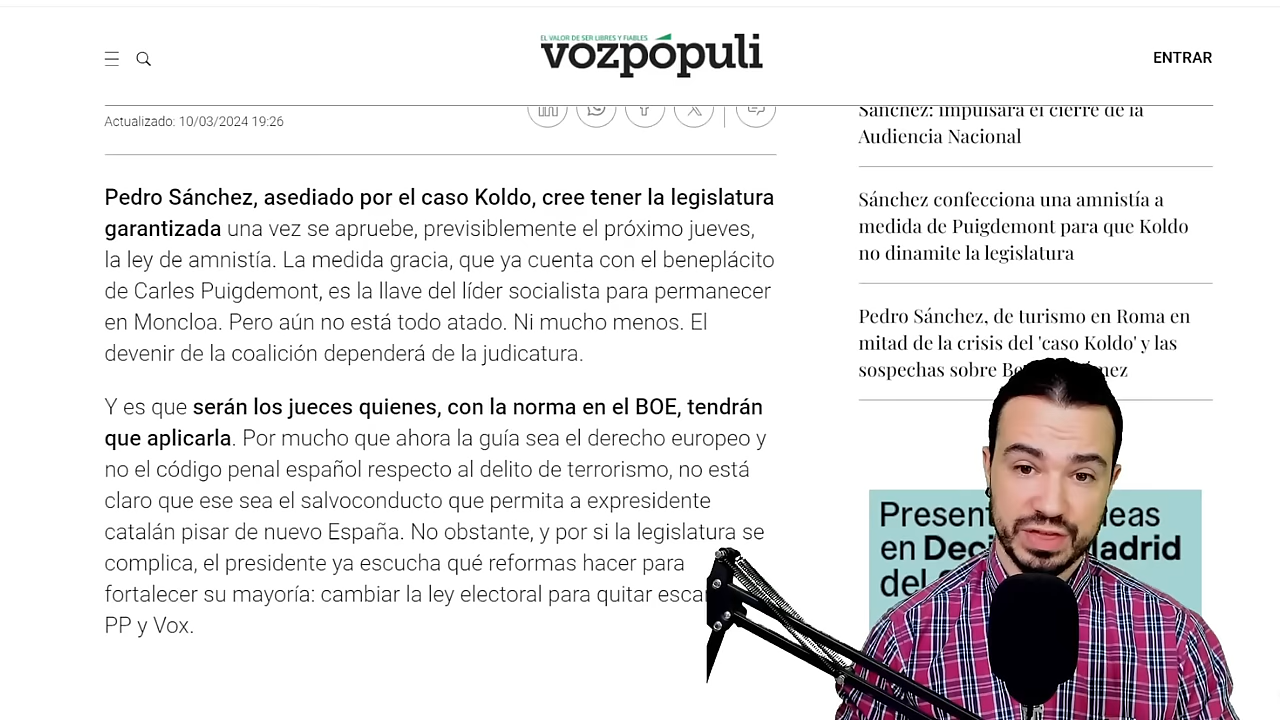 EL VALOR DE SER LIBRES Y FIABLES
vozpópuli
ENTRAR
Actualizado: 10/03/2024 19:26
Pedro Sánchez, asediado por el caso Koldo, cree tener la legislatura
garantizada una vez se apruebe, previsiblemente el próximo jueves,
la ley de amnistía. La medida gracia, que ya cuenta con el beneplácito
de Carles Puigdemont, es la llave del líder socialista para permanecer
en Moncloa. Pero aún no está todo atado. Ni mucho menos. El
devenir de la coalición dependerá de la judicatura.
Y es que serán los jueces quienes, con la norma en el BOE, tendrán
que aplicarla. Por mucho que ahora la guía sea el derecho europeo y
no el código penal español respecto al delito de terrorismo, no está
claro que ese sea el salvoconducto que permita a expresidente
catalán pisar de nuevo España. No obstante, y por si la legislatura se
complica, el presidente ya escucha qué reformas hacer para
fortalecer su mayoría: cambiar la ley electoral para quitar
PP y Vox.
Sánchez: impulsará el cierre de la
Audiencia Nacional
Sánchez confecciona una amnistía a
medida de Puigdemont para que Koldo
no dinamite la legislatura
Pedro Sánchez, de turismo en Roma en
mitad de la crisis del 'caso Koldo' y las
sospechas sobre
en
del